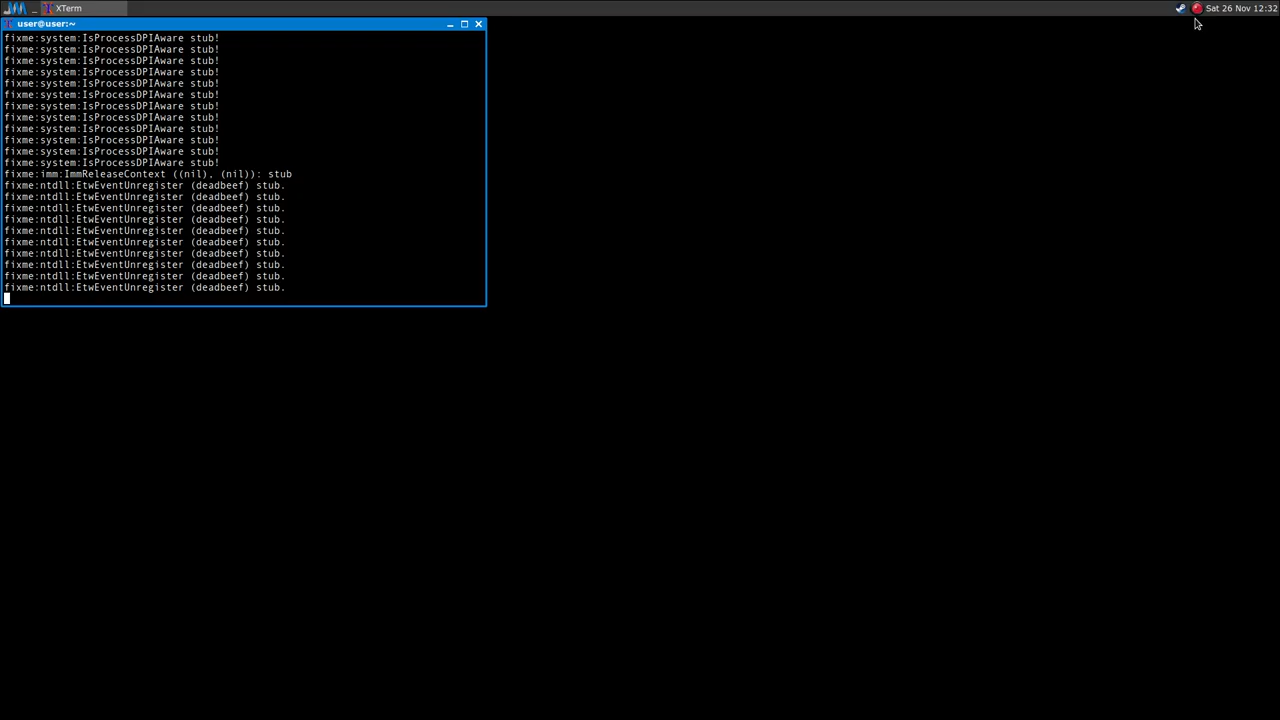 XTerm
Sat 26 Nov 12:32
user@user:~
fixme:system:IsProcessDPIAware stub!
fixme:system:IsProcessDPIAware stub!
fixme:system:IsProcessDPIAware stub!
fixme:system:IsProcessDPIAware stub!
fixme:system:IsProcessDPIAware stub!
fixme:system:IsProcessDPIAware stub!
fixme:system:IsProcessDPIAware stub!
fixme:system:IsProcessDPIAware stub!
fixme:system:IsProcessDPIAware stub!
fixme:system:IsProcessDPIAware stub!
fixme:system:IsProcessDPIAware stub!
fixme:system:IsProcessDPIAware stub!
fixme:imm:ImmReleaseContext ((nil), (nil)): stub
fixme:ntdll:EtwEventUnregister (deadbeef) stub.
fixme:ntdll:EtwEventUnregister (deadbeef) stub.
fixme:ntdll:EtwEventUnregister (deadbeef) stub.
fixme:ntdll:EtwEventUnregister (deadbeef) stub.
fixme:ntdll:EtwEventUnregister (deadbeef) stub.
fixme:ntdll:EtwEventUnregister (deadbeef) stub.
fixme:ntdll:EtwEventUnregister (deadbeef) stub.
fixme:ntdll:EtwEventUnregister (deadbeef) stub.
fixme:ntdll:EtwEventUnregister (deadbeef) stub.
fixme:ntdll:EtwEventUnregister (deadbeef) stub.